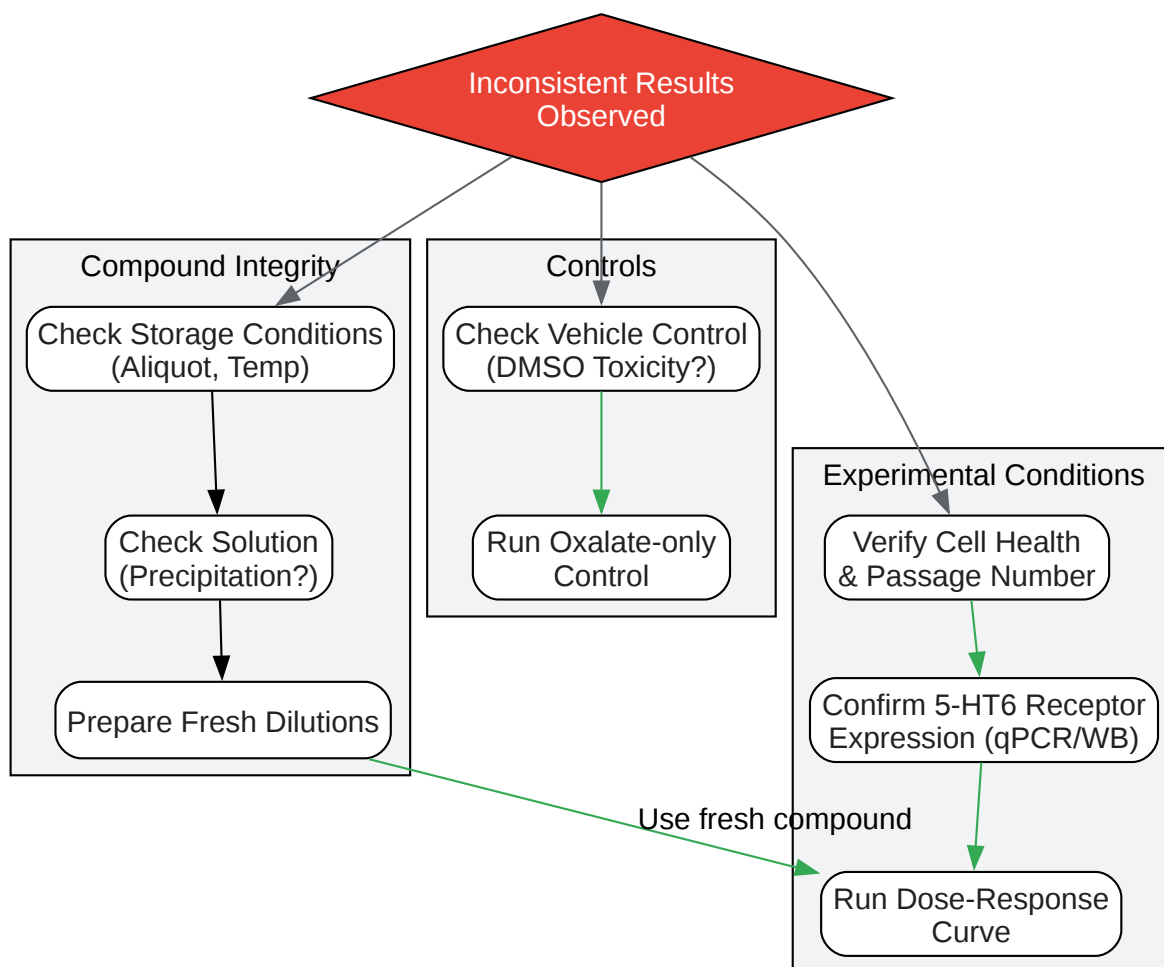 Inconsistent Results
Observed
Compound Integrity
Check Storage Conditions
(Aliquot, Temp)
Check Solution
(Precipitation?)
Prepare Fresh Dilutions
Controls
Check Vehicle Control
(DMSO Toxicity?)
Run Oxalate-only
Control
Experimental Conditions
Verify Cell Health
& Passage Number
Confirm 5-HT6 Receptor
Expression (qPCR/WB)
Use fresh compound
Run Dose-Response
Curve